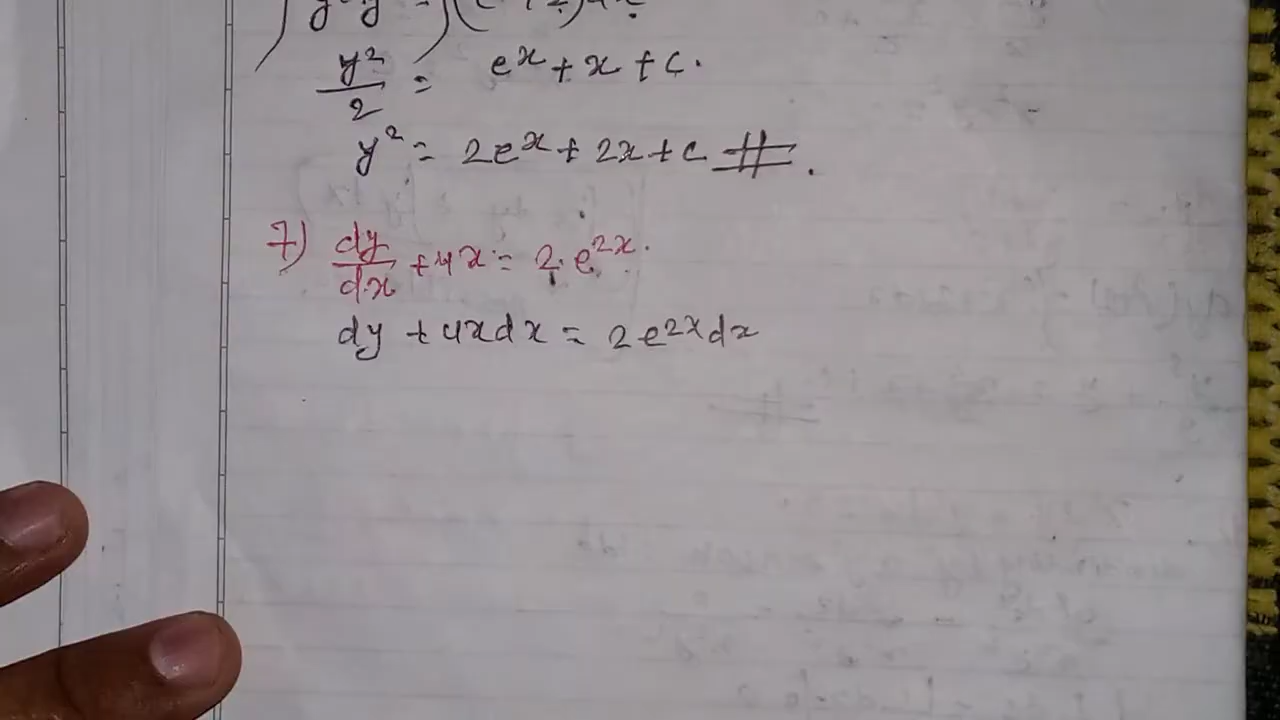 y²/2 = eˣ + x + c.
y² = 2eˣ + 2x + c #.
7) dy/dx + 4x = 2.e²ˣ.
dy + 4xdx = 2e²ˣdx